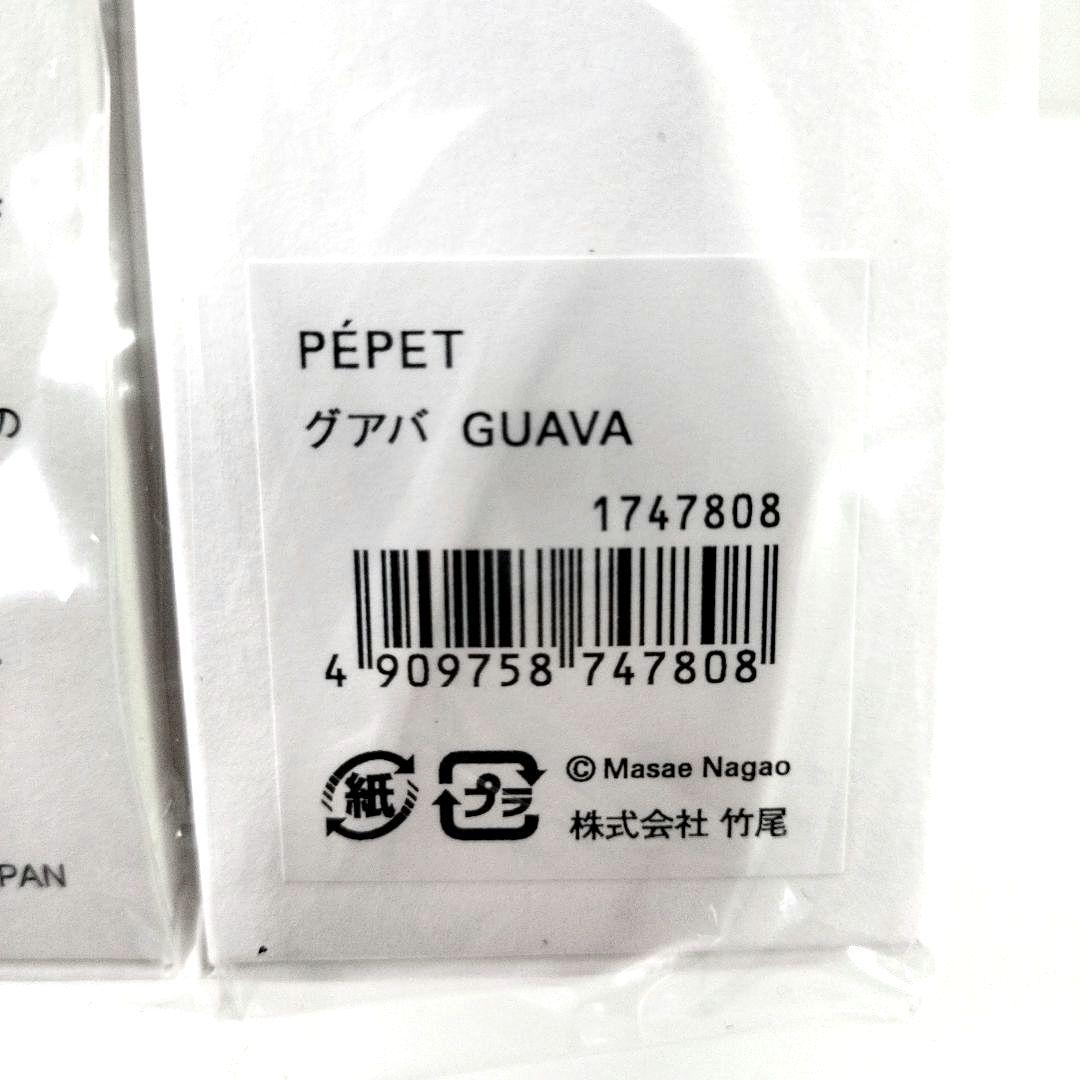 の
PAN
PÉPET
グアバ GUAVA
1747808
4 909758 747808
紙
プラ
© Masae Nagao
株式会社 竹尾